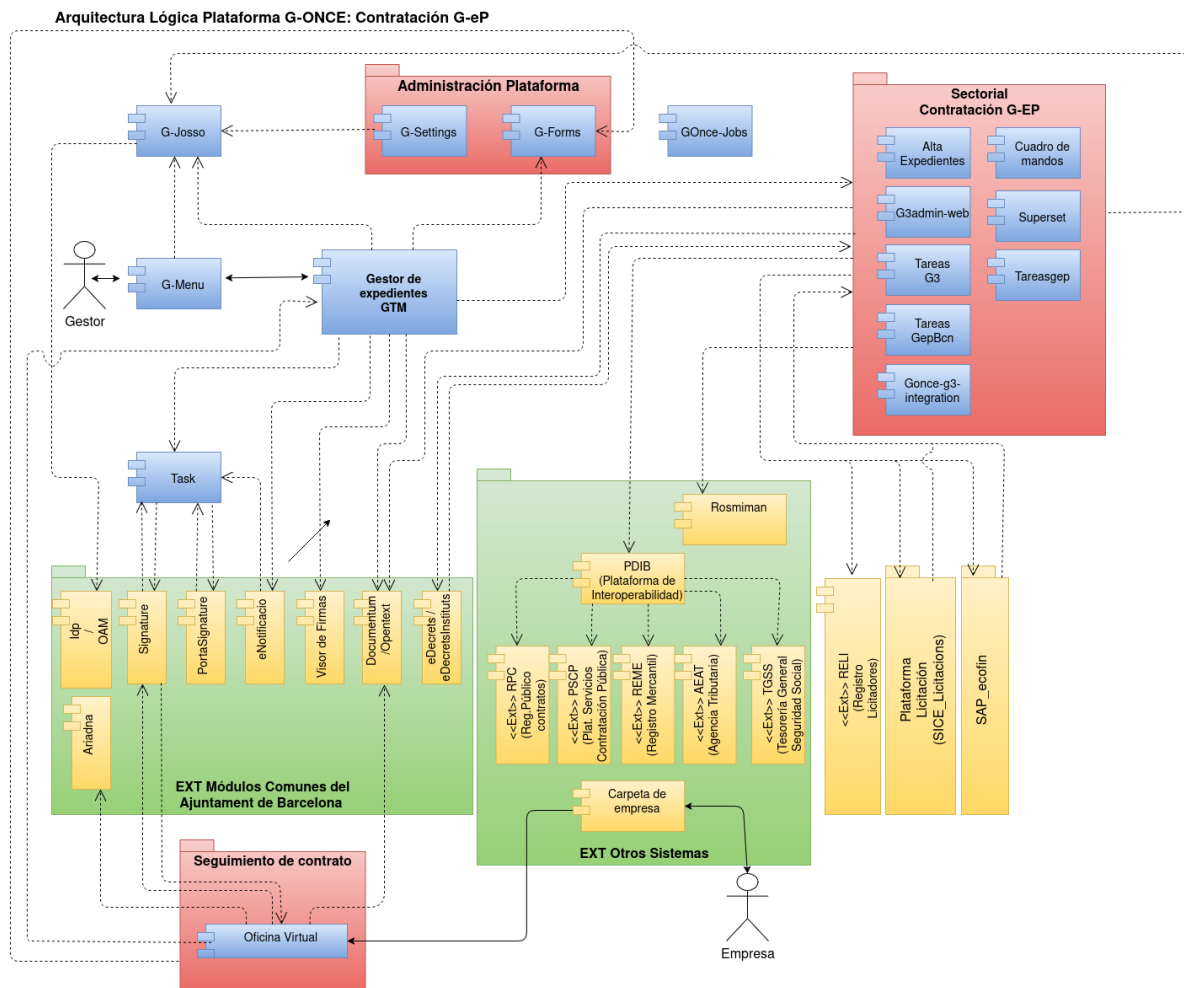 Arquitectura Lógica Plataforma G-ONCE: Contratación G-eP
Administración Plataforma
G-Josso
G-Settings
G-Forms
GOnce-Jobs
Sectorial
Contratación G-EP
Alta
Expedientes
Cuadro de
mandos
G3admin-web
Superset
Tareas
G3
Tareasgep
Tareas
GepBcn
Gonce-g3-
integration
Gestor
G-Menu
Gestor de
expedientes
GTM
Task
Idp
/
OAM
Signature
PortaSignature
eNotificacio
Visor de Firmas
Documentum
/Opentext
eDecrets /
eDecretsInstituts
Ariadna
EXT Módulos Comunes del
Ajuntament de Barcelona
Rosmiman
PDIB
(Plataforma de
Interoperabilidad)
<<Ext>> RPC
(Reg.Público
contratos)
<<Ext>> PSCP
(Plat. Servicios
Contratación Pública)
<<Ext>> REME
(Registro Mercantil)
<<Ext>> AEAT
(Agencia Tributaria)
<<Ext>> TGSS
(Tesorería General
Seguridad Social)
Carpeta de
empresa
EXT Otros Sistemas
<<Ext>> RELI
(Registro
Licitadores)
Plataforma
Licitación
(SICE_Licitacions)
SAP_ecofin
Seguimiento de contrato
Oficina Virtual
Empresa